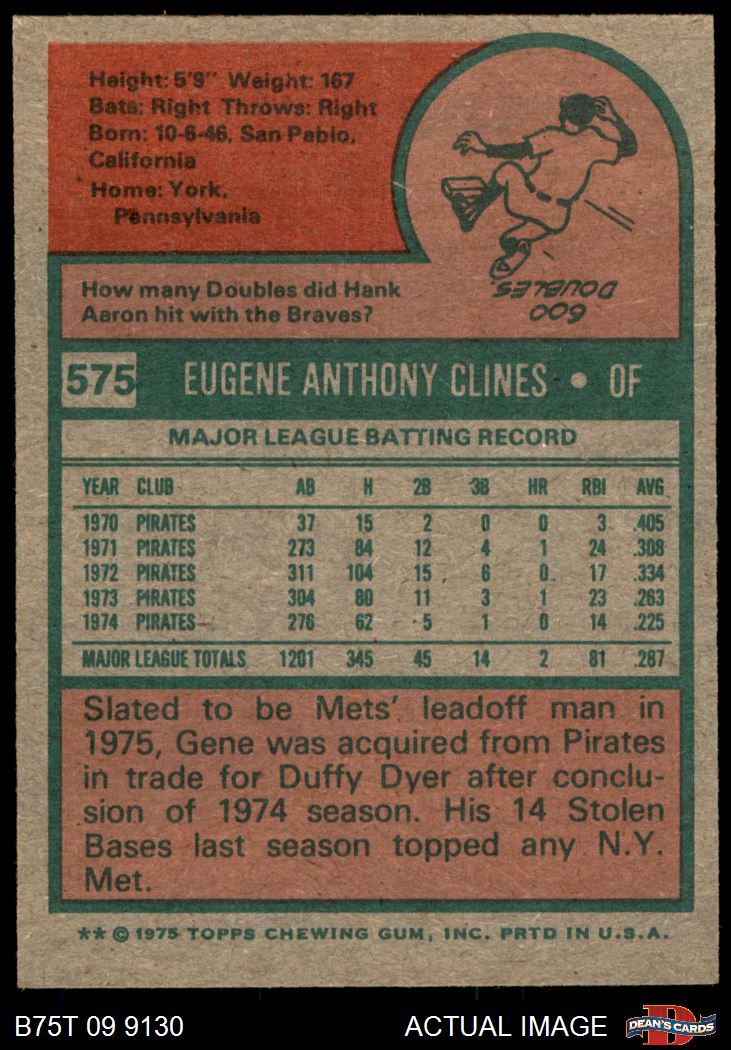 Height: 5'9" Weight: 167
Bats: Right Throws: Right
Born: 10-6-46, San Pablo,
California
Home: York,
Pennsylvania
How many Doubles did Hank
Aaron hit with the Braves?
600
DOUBLES.
575 EUGENE ANTHONY CLINES • OF
MAJOR LEAGUE BATTING RECORD
YEAR CLUB AB H 2B 3B HR RBI AVG
1970 PIRATES 37 15 2 0 0 3 .405
1971 PIRATES 273 84 12 4 1 24 .308
1972 PIRATES 311 104 15 6 0 17 .334
1973 PIRATES 304 80 11 3 1 23 .263
1974 PIRATES 276 62 5 1 0 14 .225
MAJOR LEAGUE TOTALS 1201 345 45 14 2 81 .287
Slated to be Mets' leadoff man in
1975, Gene was acquired from Pirates
in trade for Duffy Dyer after conclu-
sion of 1974 season. His 14 Stolen
Bases last season topped any N.Y.
Met.
** © 1975 TOPPS CHEWING GUM, INC. PRTD IN U.S.A.
B75T 09 9130 ACTUAL IMAGE D DEAN'S CARDS